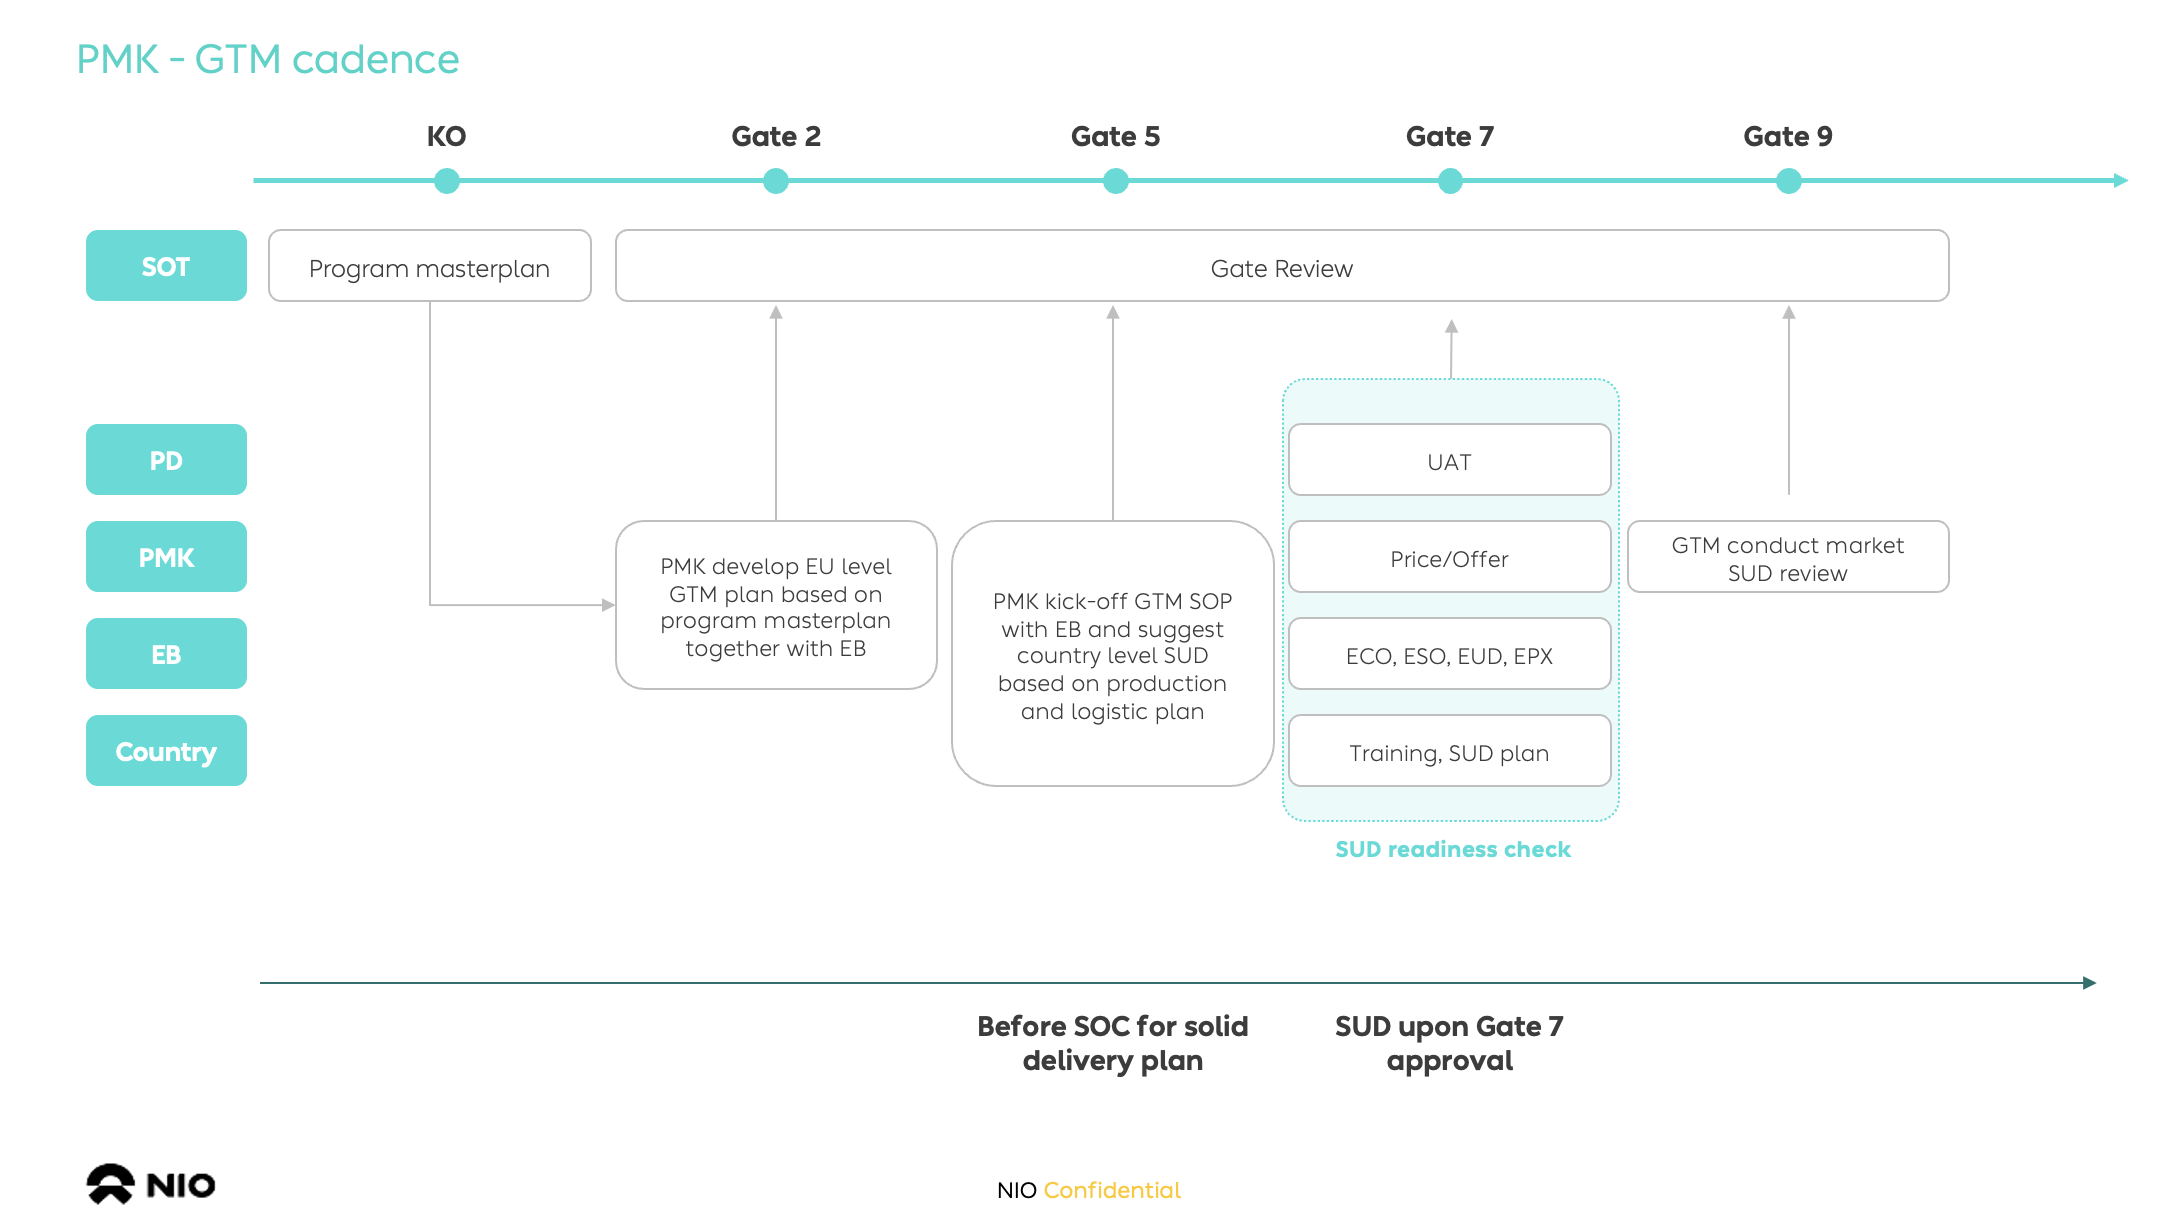 PMK - GTM cadence
KO
Gate 2
Gate 5
Gate 7
Gate 9
SOT
Program masterplan
Gate Review
PD
UAT
PMK
PMK develop EU level
GTM plan based on
program masterplan
together with EB
PMK kick-off GTM SOP
with EB and suggest
country level SUD
based on production
and logistic plan
Price/Offer
GTM conduct market
SUD review
EB
ECO, ESO, EUD, EPX
Country
Training, SUD plan
SUD readiness check
Before SOC for solid
delivery plan
SUD upon Gate 7
approval
NIO
NIO Confidential